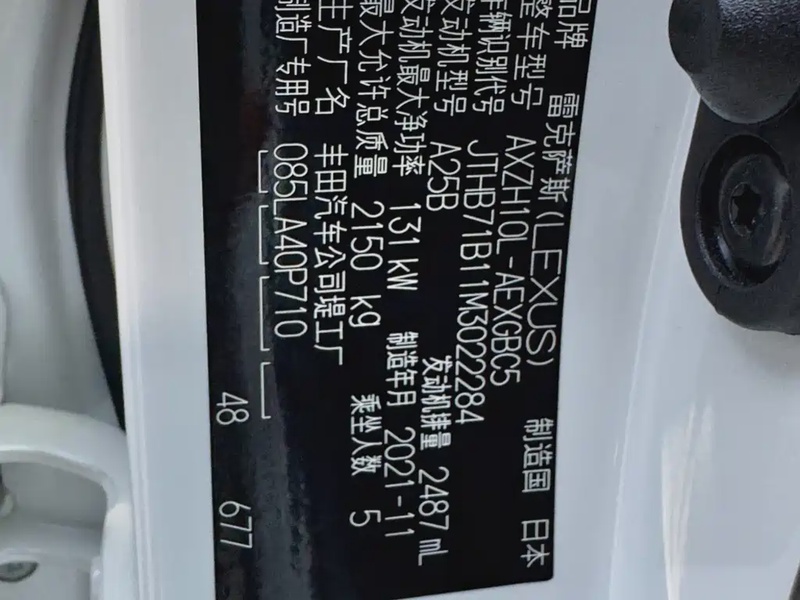 品牌 雷克萨斯(LEXUS) 制造国 日本
整车型号 AXZH10L-AEXGBC5
车辆识别代号 JTHB71B11M3022284
发动机型号 A25B 发动机排量 2487 mL
发动机最大净功率 131 kW 制造年月 2021-11
最大允许总质量 2150 kg 乘坐人数 5
生产厂名 丰田汽车公司堤工厂
制造厂专用号 085LA40P710
48 677